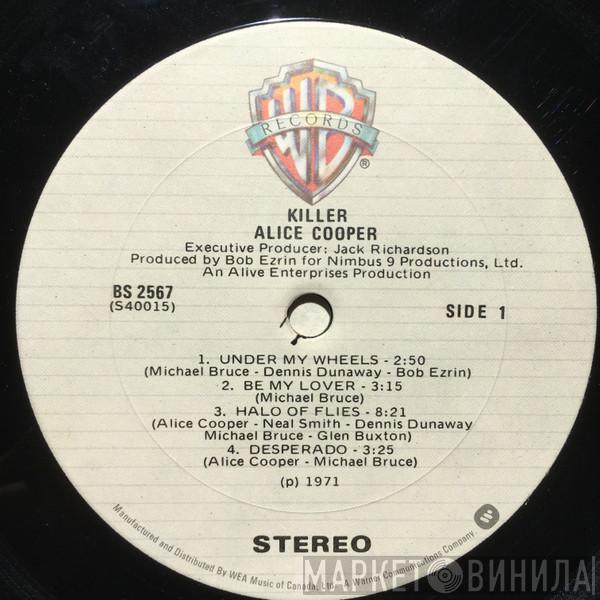 WB
RECORDS
®
KILLER
ALICE COOPER
Executive Producer: Jack Richardson
Produced by Bob Ezrin for Nimbus 9 Productions, Ltd.
An Alive Enterprises Production
BS 2567
(S40015)
SIDE 1
1. UNDER MY WHEELS - 2:50
(Michael Bruce - Dennis Dunaway - Bob Ezrin)
2. BE MY LOVER - 3:15
(Michael Bruce)
3. HALO OF FLIES - 8:21
(Alice Cooper - Neal Smith - Dennis Dunaway
Michael Bruce - Glen Buxton)
4. DESPERADO - 3:25
(Alice Cooper - Michael Bruce)
(p) 1971
STEREO
Manufactured and Distributed By WEA Music of Canada, Ltd. A Warner Communications Company.
МАРКЕТ ВИНИЛА